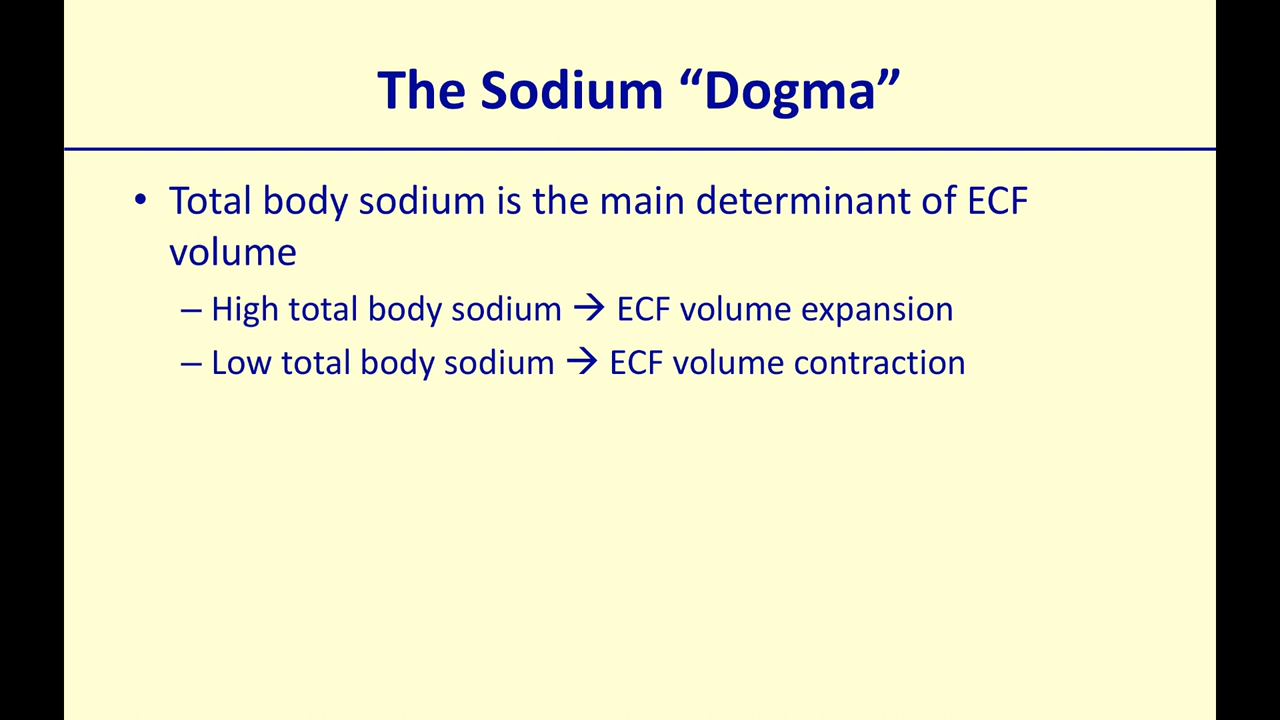 The Sodium “Dogma”
• Total body sodium is the main determinant of ECF
volume
– High total body sodium → ECF volume expansion
– Low total body sodium → ECF volume contraction